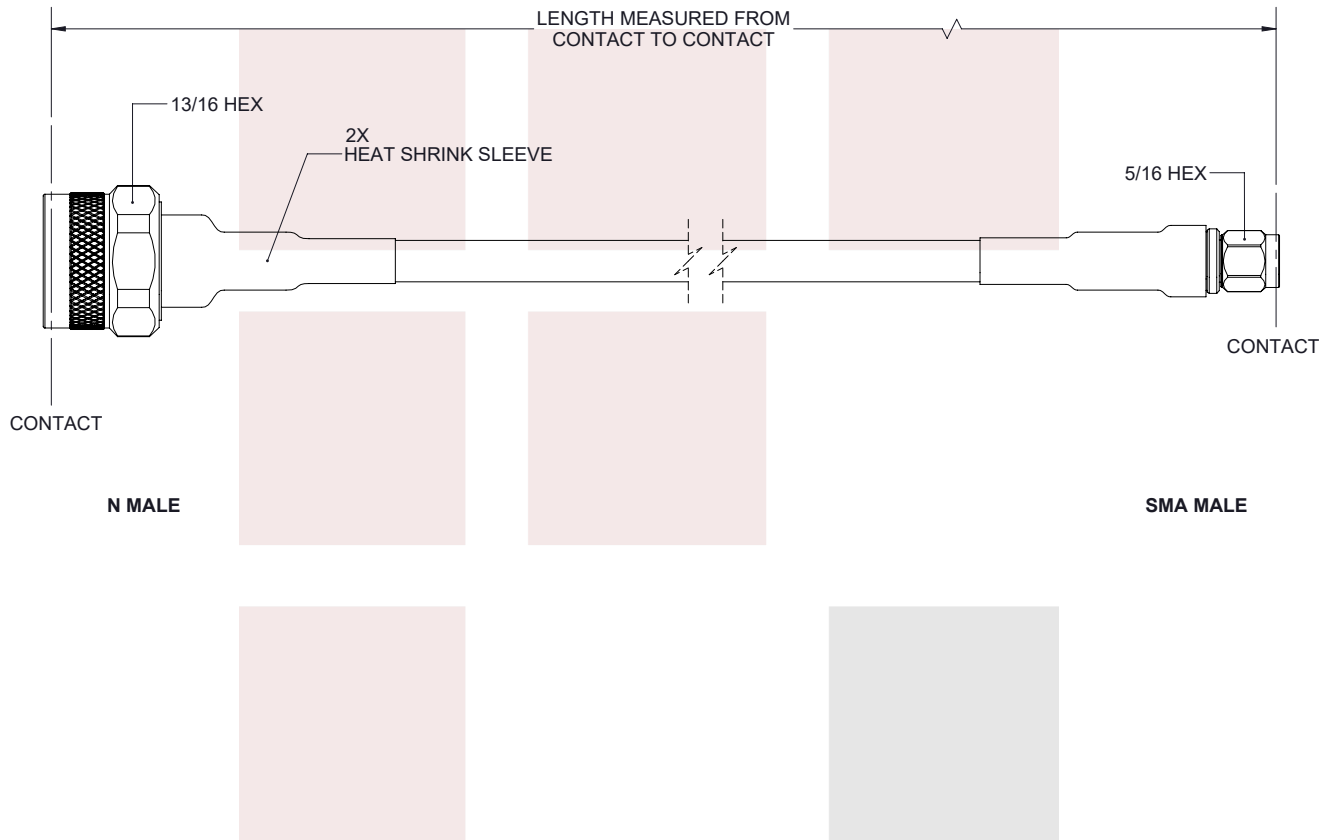 LENGTH MEASURED FROM
CONTACT TO CONTACT
13/16 HEX
2X
HEAT SHRINK SLEEVE
5/16 HEX
CONTACT
CONTACT
N MALE
SMA MALE